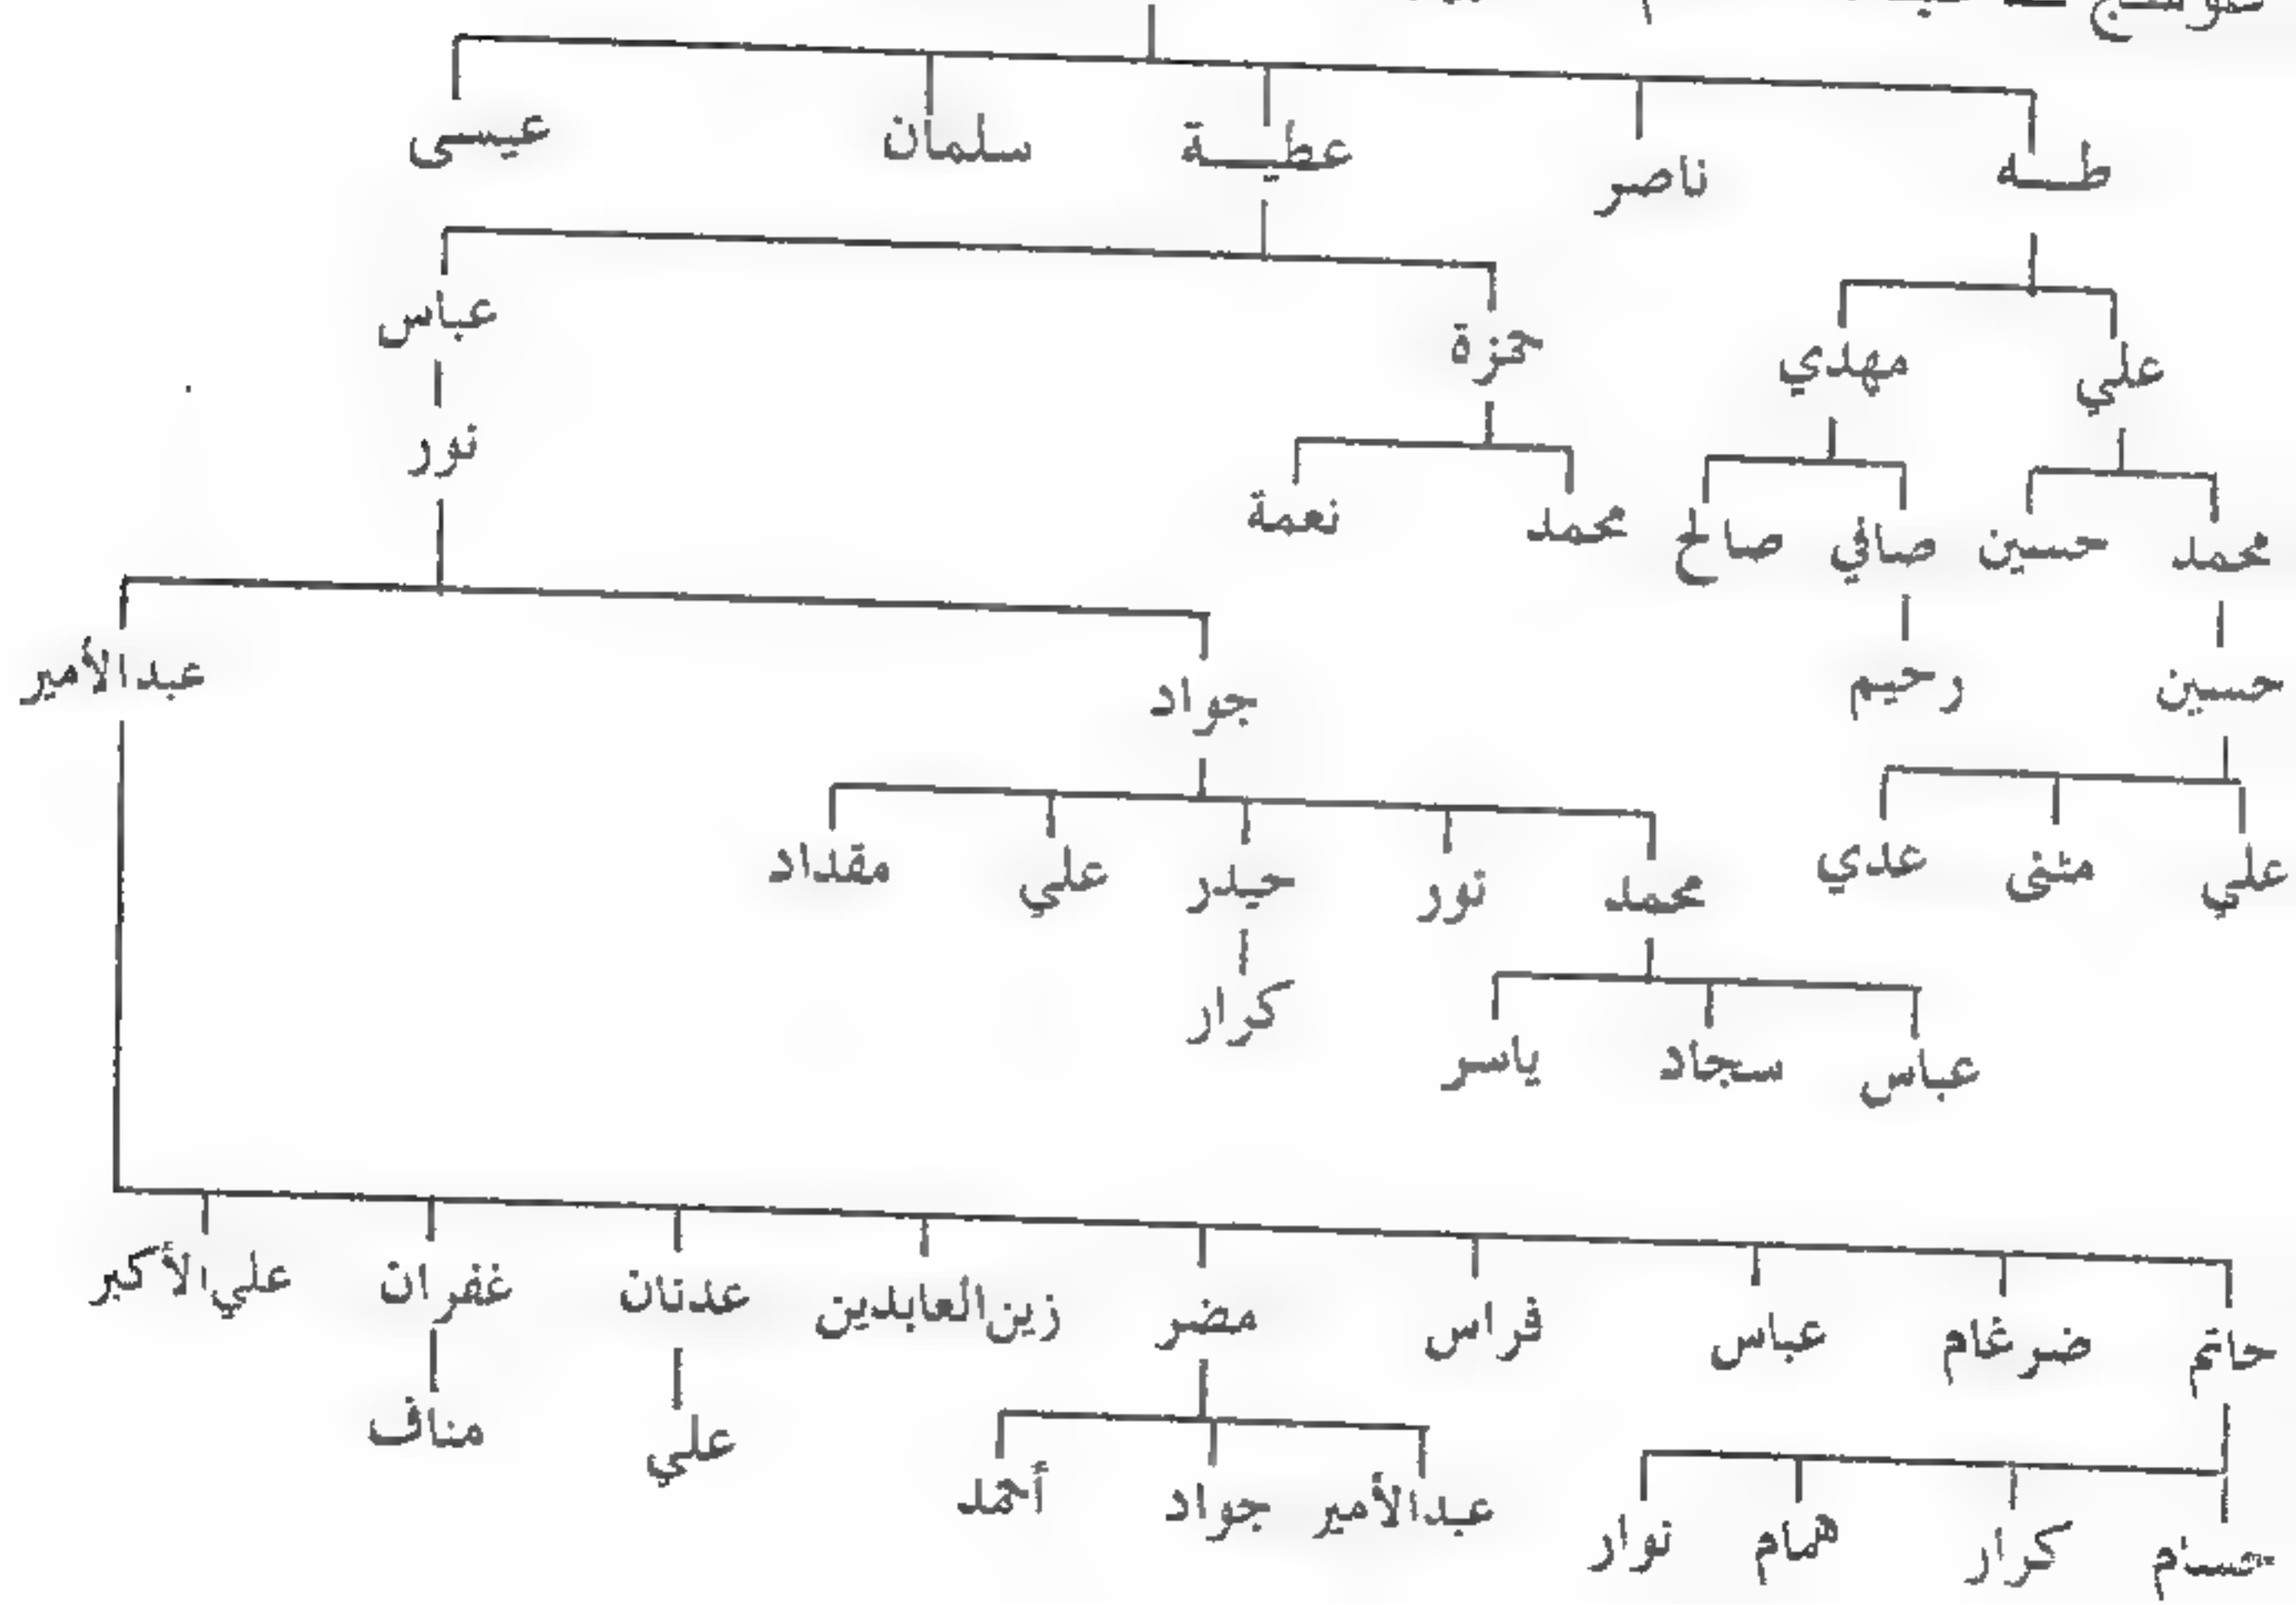 طه ناصر عطية سلمان عيسى
علي مهدي حمزة عباس
محمد حسين صافي صالح محمد نعمة نور
حسين رحيم جواد عبدالأمير
علي مثنى عدي محمد نور حيدر علي مقداد
عباس سجاد ياسر كرار
حاتم ضرغام عباس فراس مضر زين العابدين عدنان غفران علي الأكبر
حسام كرار همام نوار عبدالأمير جواد أحمد علي مناف